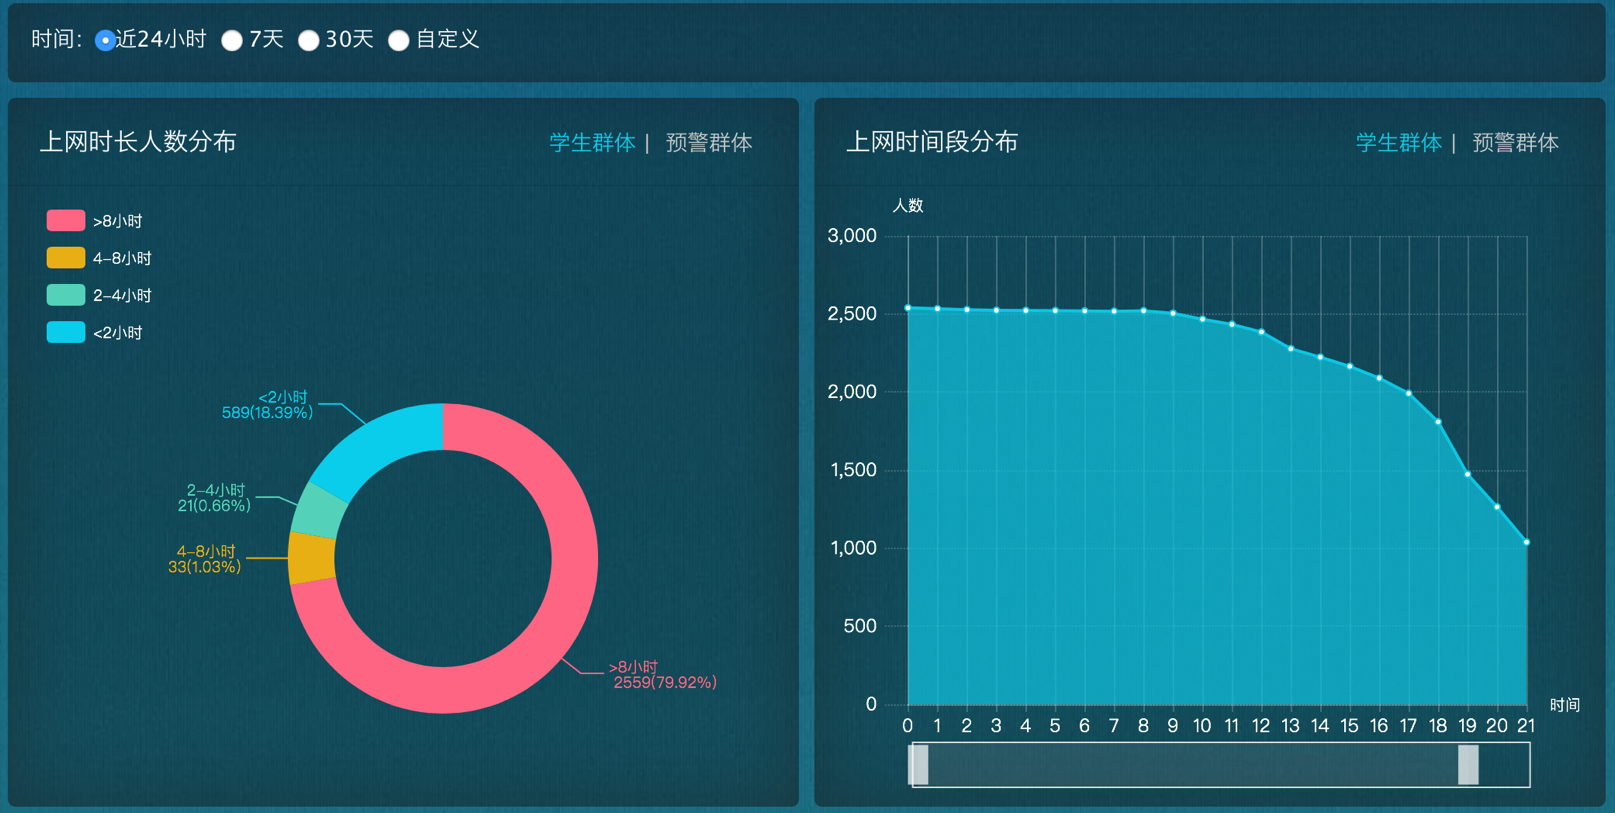 时间: 近24小时 7天 30天 自定义
上网时长人数分布
学生群体 | 预警群体
>8小时
4-8小时
2-4小时
<2小时
<2小时
589(18.39%)
2-4小时
21(0.66%)
4-8小时
33(1.03%)
>8小时
2559(79.92%)
上网时间段分布
学生群体 | 预警群体
人数
3,000
2,500
2,000
1,500
1,000
500
0
时间
0 1 2 3 4 5 6 7 8 9 10 11 12 13 14 15 16 17 18 19 20 21